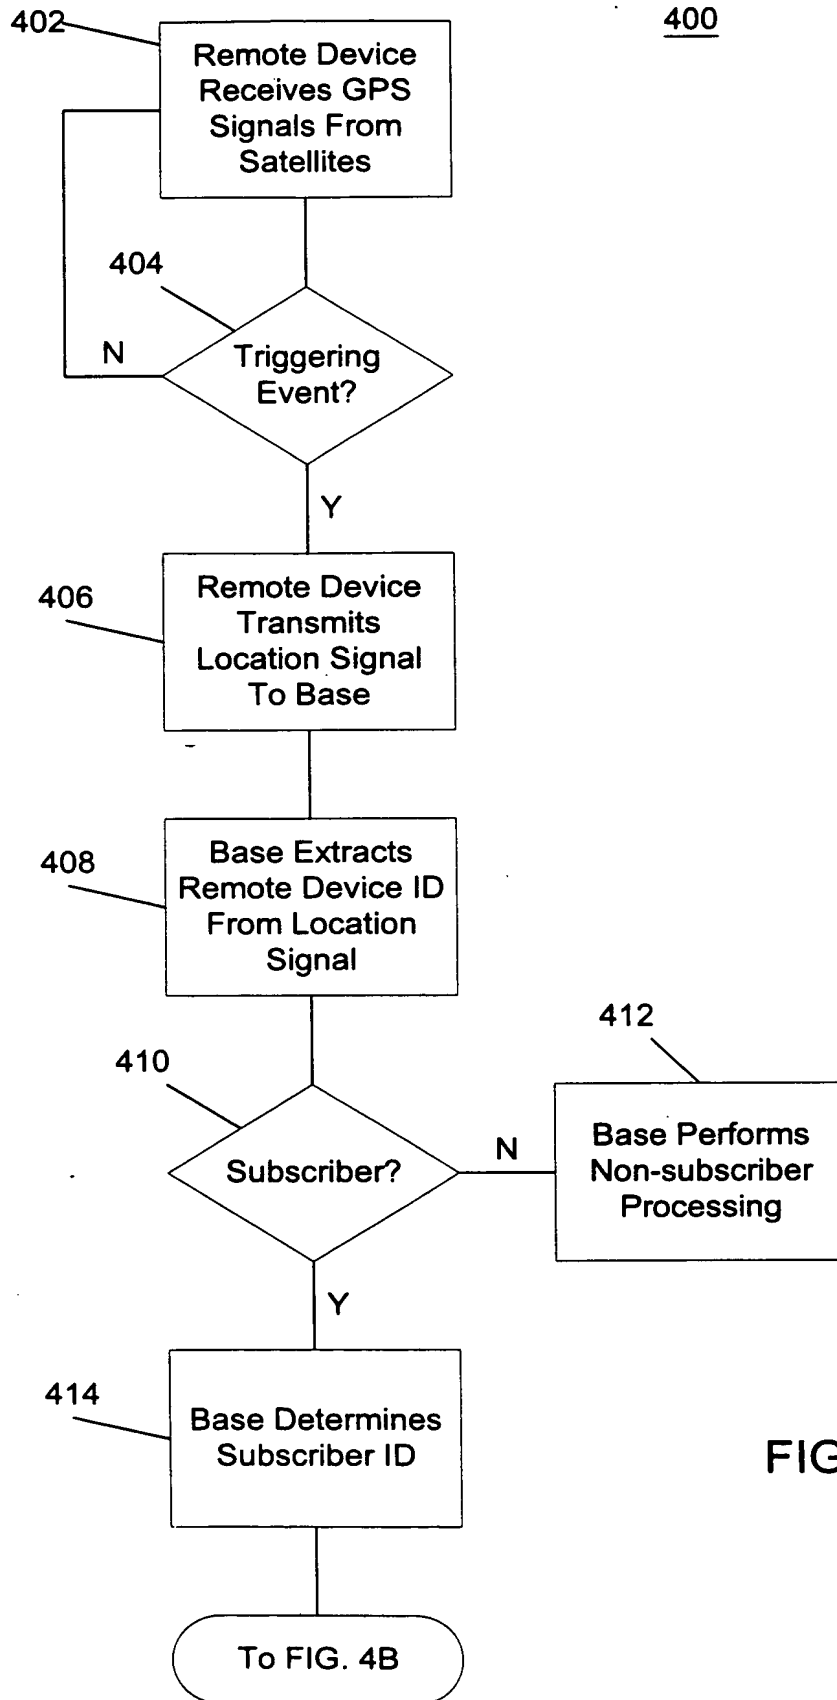 402
400
Remote Device
Receives GPS
Signals From
Satellites
404
N
Triggering
Event?
Y
406
Remote Device
Transmits
Location Signal
To Base
408
Base Extracts
Remote Device ID
From Location
Signal
410
412
Subscriber?
N
Base Performs
Non-subscriber
Processing
Y
414
Base Determines
Subscriber ID
FIG
To FIG. 4B